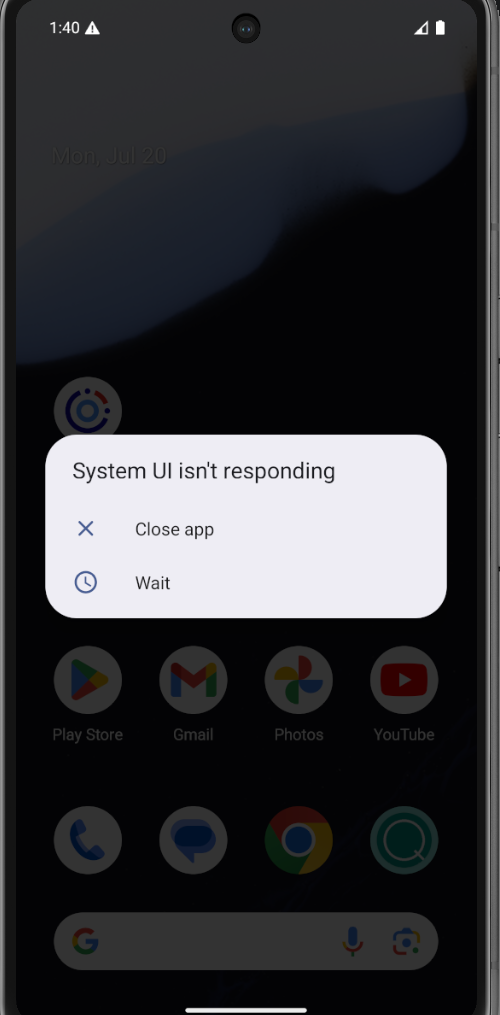 1:40
Mon, Jul 20
System UI isn't responding
Close app
Wait
Play Store Gmail Photos YouTube